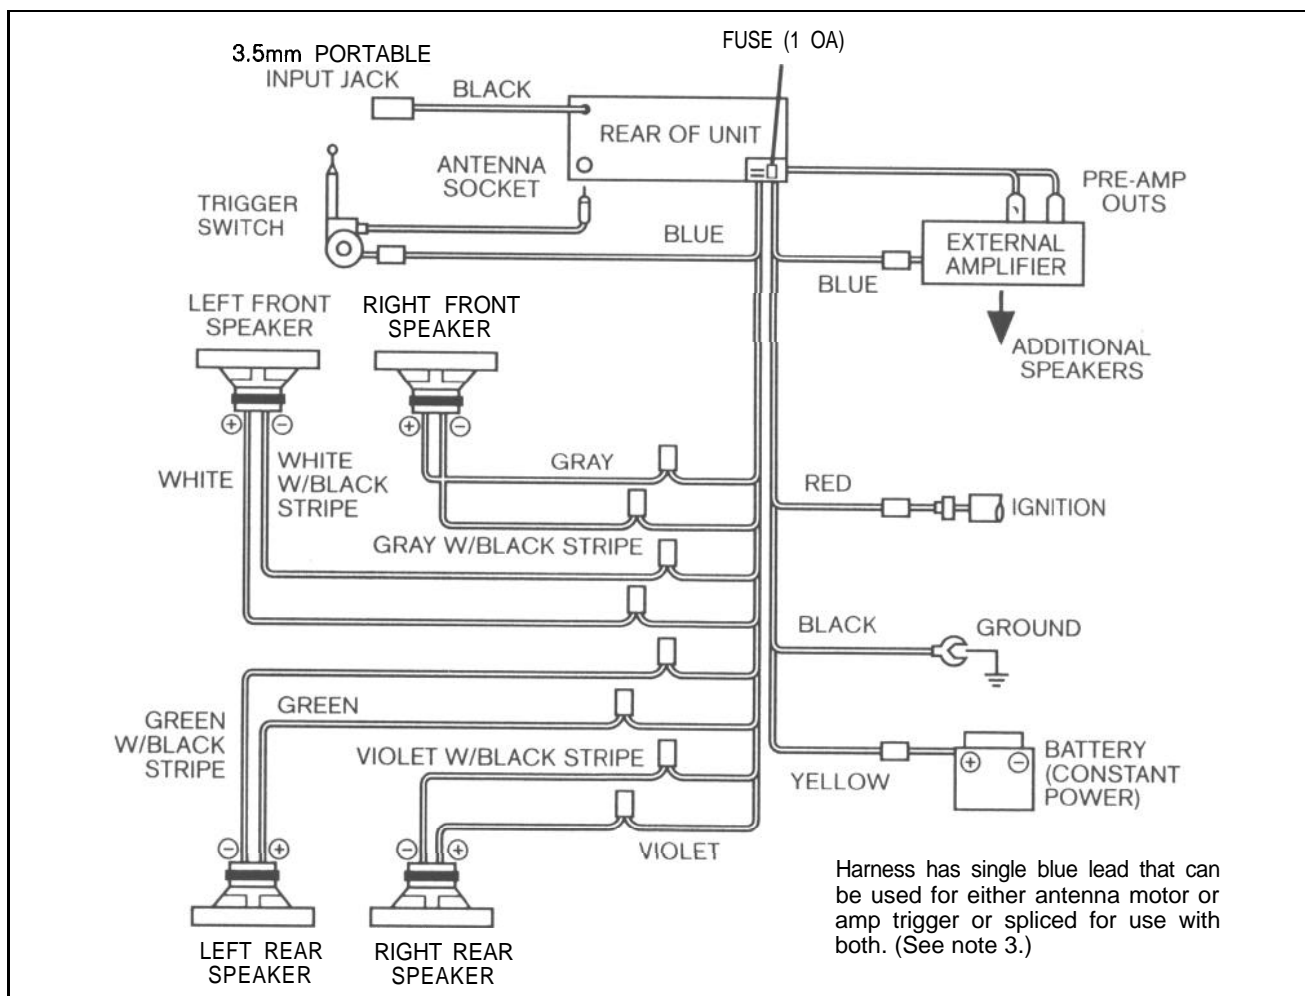 3.5mm PORTABLE
INPUT JACK
BLACK
FUSE (1 OA)
REAR OF UNIT
ANTENNA
SOCKET
TRIGGER
SWITCH
BLUE
PRE-AMP
OUTS
EXTERNAL
AMPLIFIER
BLUE
ADDITIONAL
SPEAKERS
LEFT FRONT
SPEAKER
RIGHT FRONT
SPEAKER
+ −
+ −
WHITE
WHITE
W/BLACK
STRIPE
GRAY
GRAY W/BLACK STRIPE
RED
IGNITION
BLACK
GROUND
GREEN
W/BLACK
STRIPE
GREEN
VIOLET W/BLACK STRIPE
VIOLET
YELLOW
+ −
BATTERY
(CONSTANT
POWER)
− +
− +
LEFT REAR
SPEAKER
RIGHT REAR
SPEAKER
Harness has single blue lead that can
be used for either antenna motor or
amp trigger or spliced for use with
both. (See note 3.)